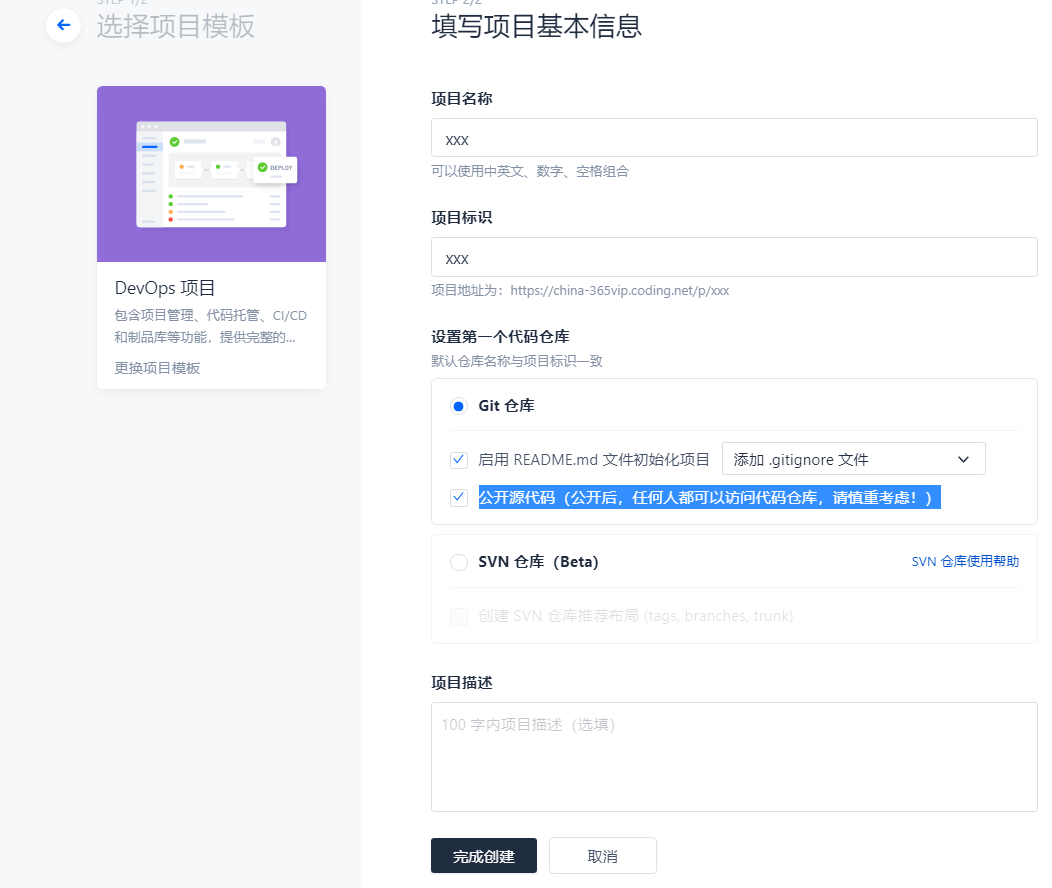 STEP 1/2
选择项目模板
DEPLOY
DevOps 项目
包含项目管理、代码托管、CI/CD
和制品库等功能，提供完整的...
更换项目模板
STEP 2/2
填写项目基本信息
项目名称
xxx
可以使用中英文、数字、空格组合
项目标识
xxx
项目地址为：https://china-365vip.coding.net/p/xxx
设置第一个代码仓库
默认仓库名称与项目标识一致
Git 仓库
启用 README.md 文件初始化项目 添加 .gitignore 文件
公开源代码（公开后，任何人都可以访问代码仓库，请慎重考虑！）
SVN 仓库（Beta） SVN 仓库使用帮助
创建 SVN 仓库推荐布局 (tags, branches, trunk)
项目描述
100 字内项目描述（选填）
完成创建 取消